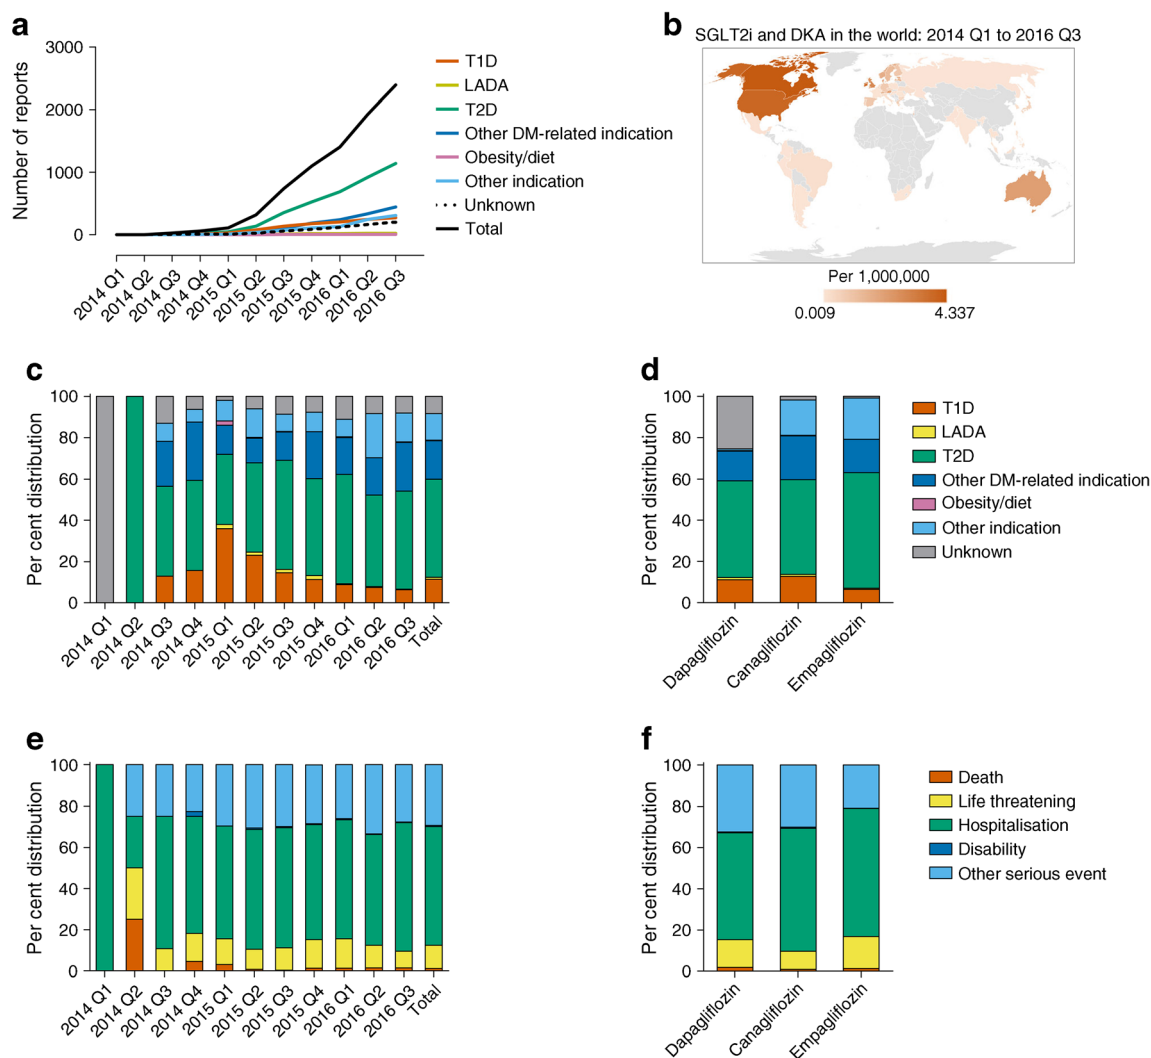 a
3000
2000
1000
0
Number of reports
2014 Q1
2014 Q2
2014 Q3
2014 Q4
2015 Q1
2015 Q2
2015 Q3
2015 Q4
2016 Q1
2016 Q2
2016 Q3
T1D
LADA
T2D
Other DM-related indication
Obesity/diet
Other indication
Unknown
Total
b
SGLT2i and DKA in the world: 2014 Q1 to 2016 Q3
Per 1,000,000
0.009
4.337
c
100
80
60
40
20
0
Per cent distribution
2014 Q1
2014 Q2
2014 Q3
2014 Q4
2015 Q1
2015 Q2
2015 Q3
2015 Q4
2016 Q1
2016 Q2
2016 Q3
Total
d
100
80
60
40
20
0
Per cent distribution
Dapagliflozin
Canagliflozin
Empagliflozin
T1D
LADA
T2D
Other DM-related indication
Obesity/diet
Other indication
Unknown
e
100
80
60
40
20
0
Per cent distribution
2014 Q1
2014 Q2
2014 Q3
2014 Q4
2015 Q1
2015 Q2
2015 Q3
2015 Q4
2016 Q1
2016 Q2
2016 Q3
Total
f
100
80
60
40
20
0
Per cent distribution
Dapagliflozin
Canagliflozin
Empagliflozin
Death
Life threatening
Hospitalisation
Disability
Other serious event